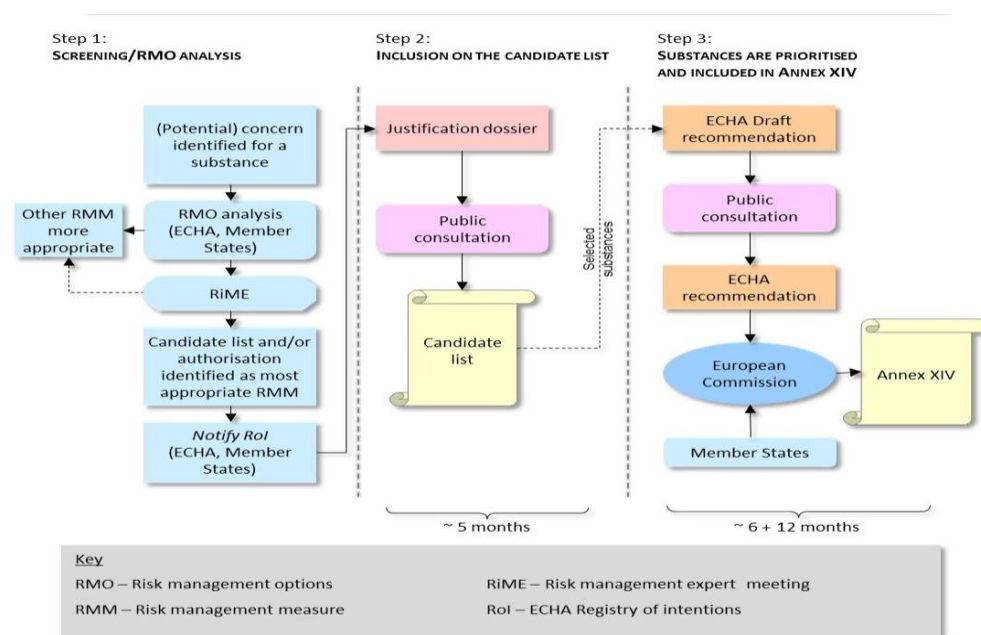 Step 1:
SCREENING/RMO ANALYSIS
(Potential) concern
identified for a
substance
Other RMM
more
appropriate
RMO analysis
(ECHA, Member
States)
RiME
Candidate list and/or
authorisation
identified as most
appropriate RMM
Notify RoI
(ECHA, Member
States)
Step 2:
INCLUSION ON THE CANDIDATE LIST
Justification dossier
Public
consultation
Candidate
list
~ 5 months
Selected
substances
Step 3:
SUBSTANCES ARE PRIORITISED
AND INCLUDED IN ANNEX XIV
ECHA Draft
recommendation
Public
consultation
ECHA
recommendation
European
Commission
Annex XIV
Member States
~ 6 + 12 months
Key
RMO – Risk management options
RMM – Risk management measure
RiME – Risk management expert meeting
RoI – ECHA Registry of intentions